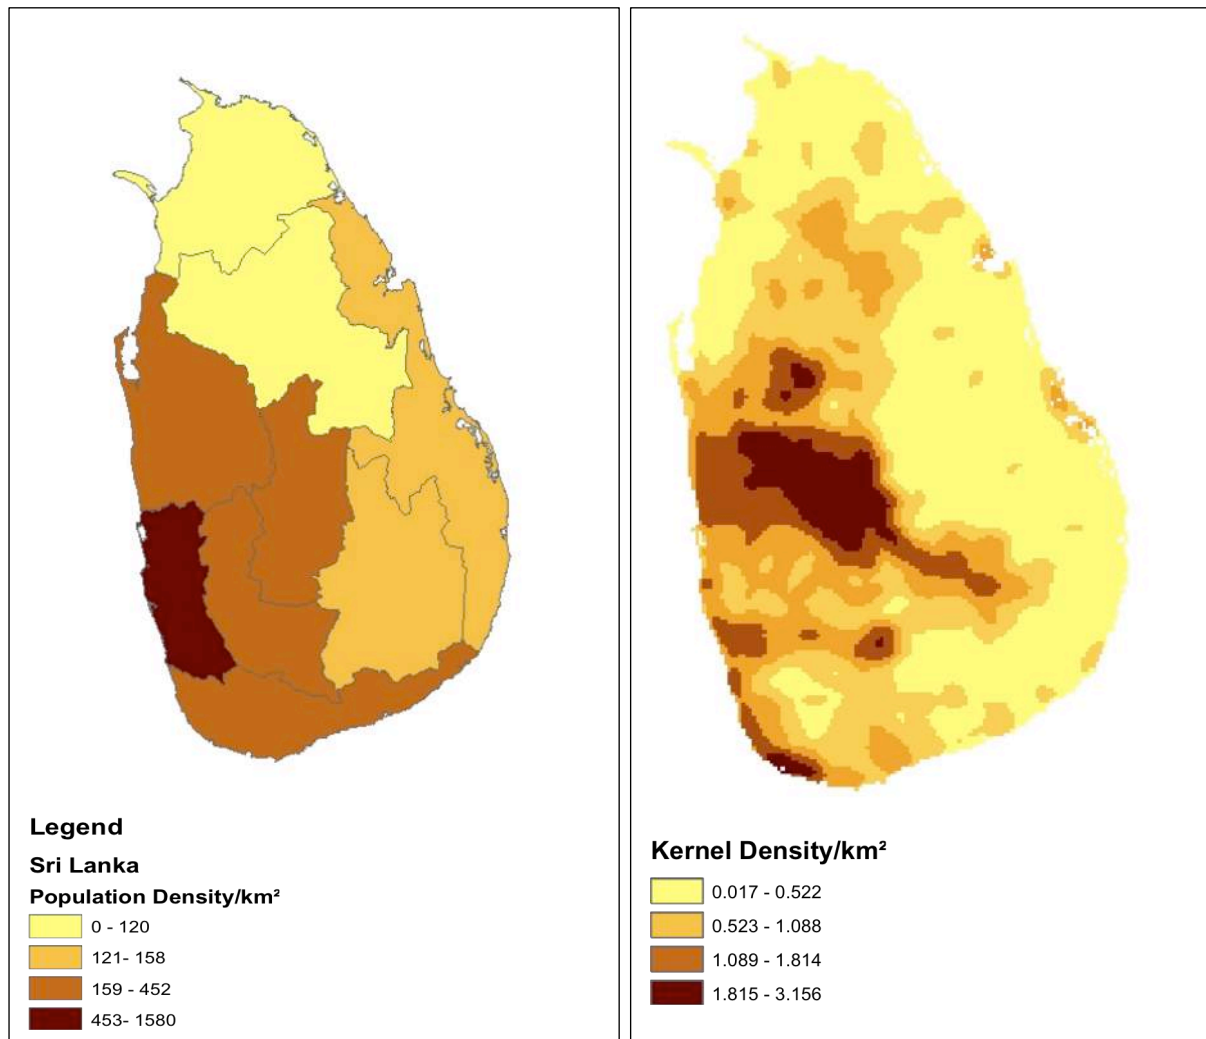 Legend
Sri Lanka
Population Density/km²
0 - 120
121- 158
159 - 452
453- 1580
Kernel Density/km²
0.017 - 0.522
0.523 - 1.088
1.089 - 1.814
1.815 - 3.156